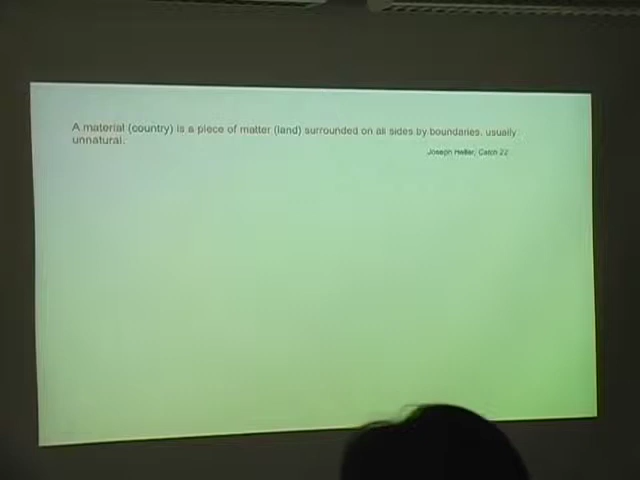 A material (country) is a piece of matter (land) surrounded on all sides by boundaries, usually
unnatural.
Joseph Heller, Catch 22